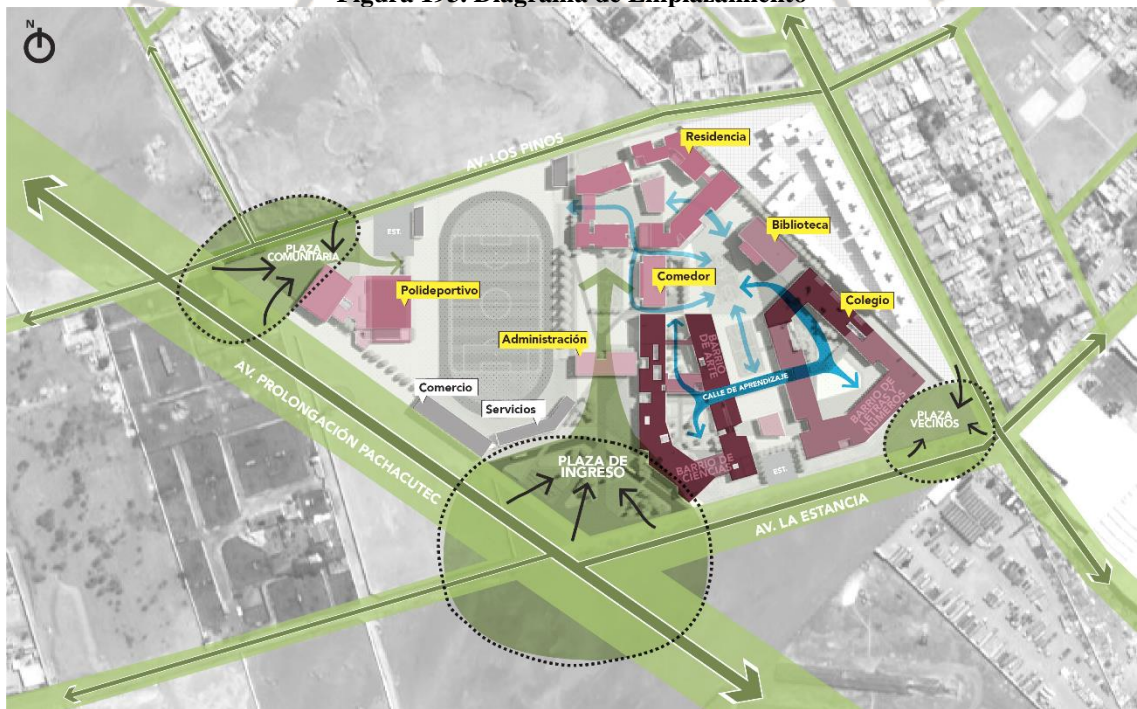 Figura 195. Diagrama de Emplazamiento
N
AV. LOS PINOS
Residencia
Biblioteca
PLAZA
COMUNITARIA
EST.
Polideportivo
Comedor
Colegio
Administración
BARRIO
DE ARTE
CALLE DE APRENDIZAJE
Comercio
Servicios
AV. PROLONGACIÓN PACHACUTEC
PLAZA DE
INGRESO
BARRIO DE
CIENCIAS
BARRIO DE
LETRAS
NUMEROS
PLAZA
VECINOS
EST.
AV. LA ESTANCIA